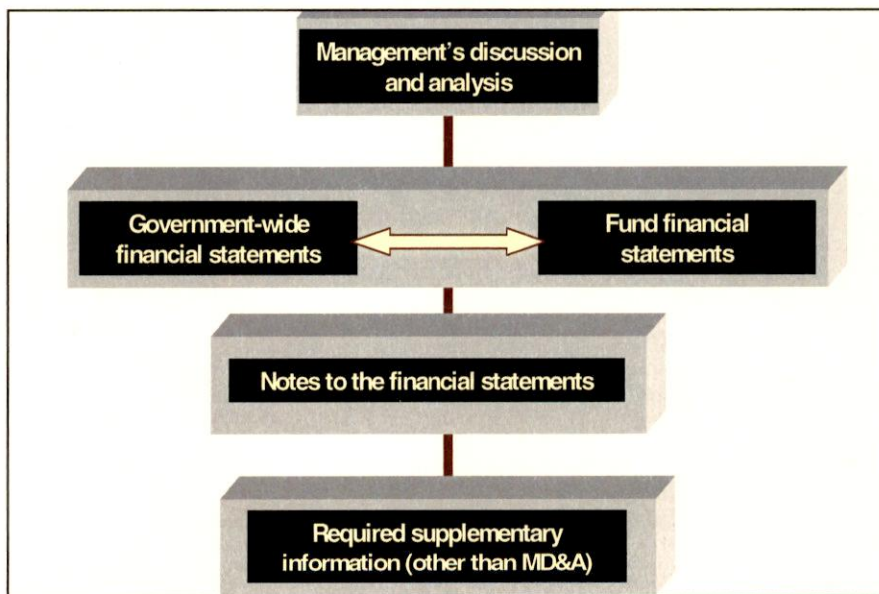 Management's discussion
and analysis
Government-wide
financial statements
Fund financial
statements
Notes to the financial statements
Required supplementary
information (other than MD&A)